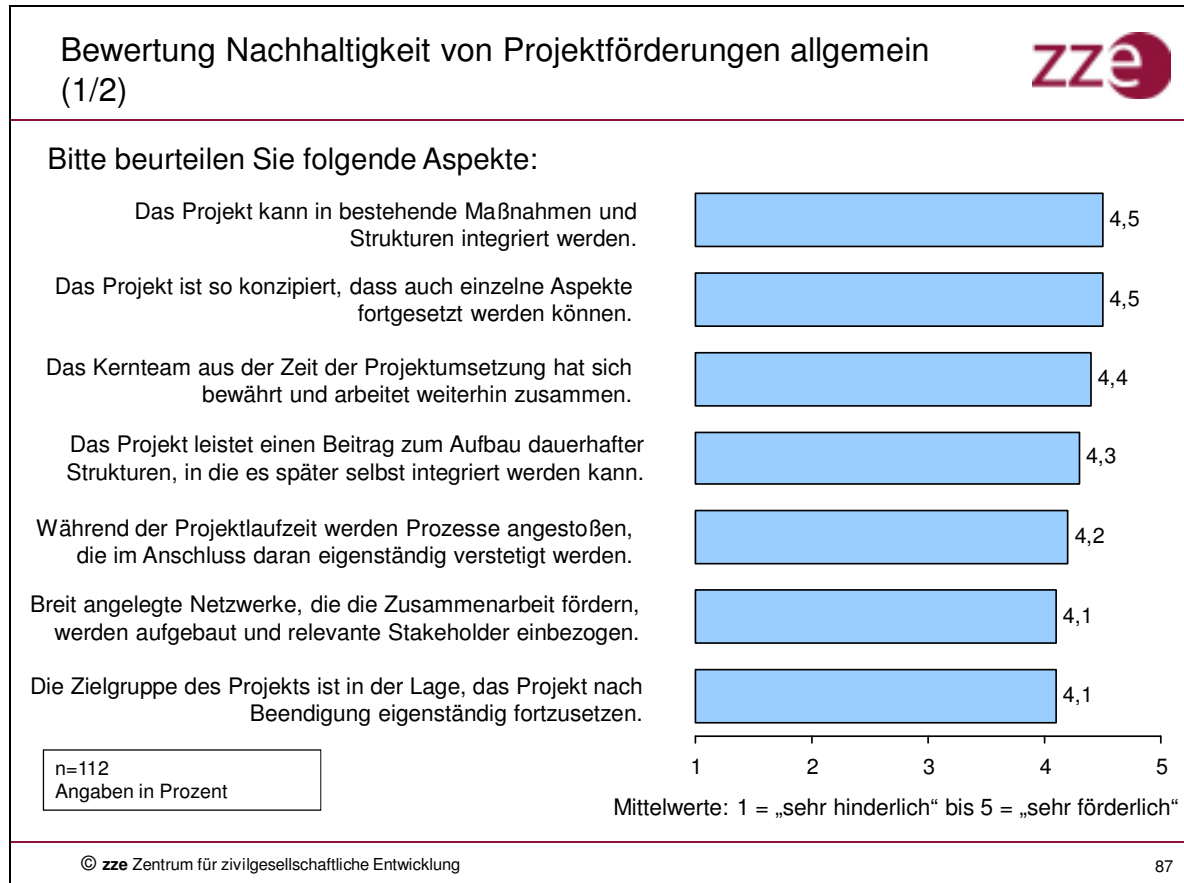 Bewertung Nachhaltigkeit von Projektförderungen allgemein
(1/2)
zze
Bitte beurteilen Sie folgende Aspekte:
Das Projekt kann in bestehende Maßnahmen und
Strukturen integriert werden.
4,5
Das Projekt ist so konzipiert, dass auch einzelne Aspekte
fortgesetzt werden können.
4,5
Das Kernteam aus der Zeit der Projektumsetzung hat sich
bewährt und arbeitet weiterhin zusammen.
4,4
Das Projekt leistet einen Beitrag zum Aufbau dauerhafter
Strukturen, in die es später selbst integriert werden kann.
4,3
Während der Projektlaufzeit werden Prozesse angestoßen,
die im Anschluss daran eigenständig verstetigt werden.
4,2
Breit angelegte Netzwerke, die die Zusammenarbeit fördern,
werden aufgebaut und relevante Stakeholder einbezogen.
4,1
Die Zielgruppe des Projekts ist in der Lage, das Projekt nach
Beendigung eigenständig fortzusetzen.
4,1
1 2 3 4 5
n=112
Angaben in Prozent
Mittelwerte: 1 = „sehr hinderlich“ bis 5 = „sehr förderlich“
© zze Zentrum für zivilgesellschaftliche Entwicklung
87